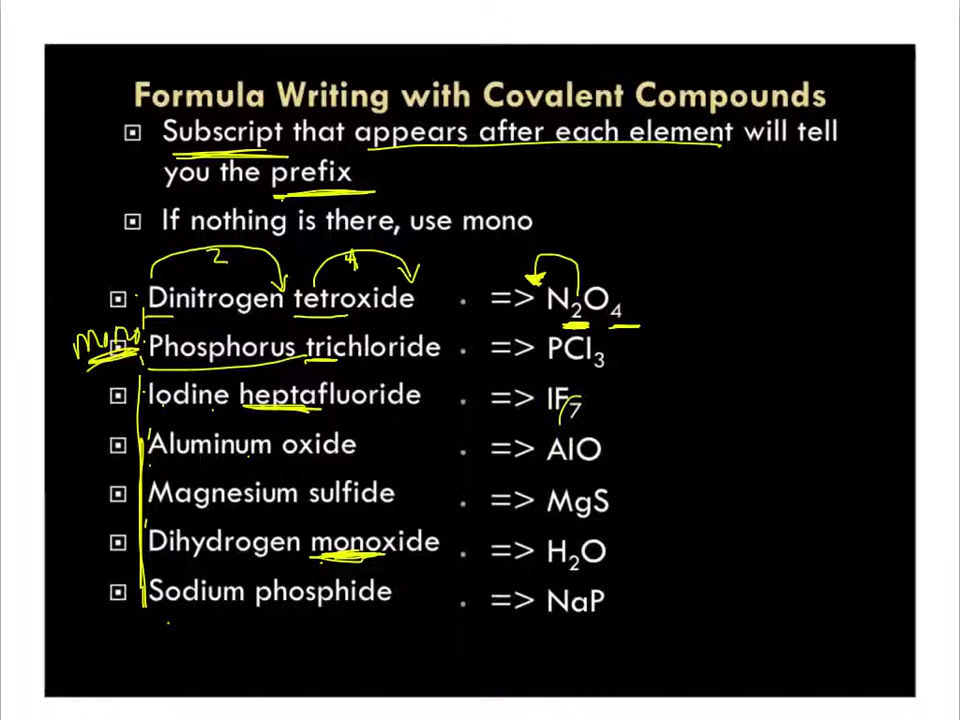 Formula Writing with Covalent Compounds
Subscript that appears after each element will tell
you the prefix
If nothing is there, use mono
2 4
Dinitrogen tetroxide => N₂O₄
mono Phosphorus trichloride => PCl₃
Iodine heptafluoride => IF₇
Aluminum oxide => AlO
Magnesium sulfide => MgS
Dihydrogen monoxide => H₂O
Sodium phosphide => NaP